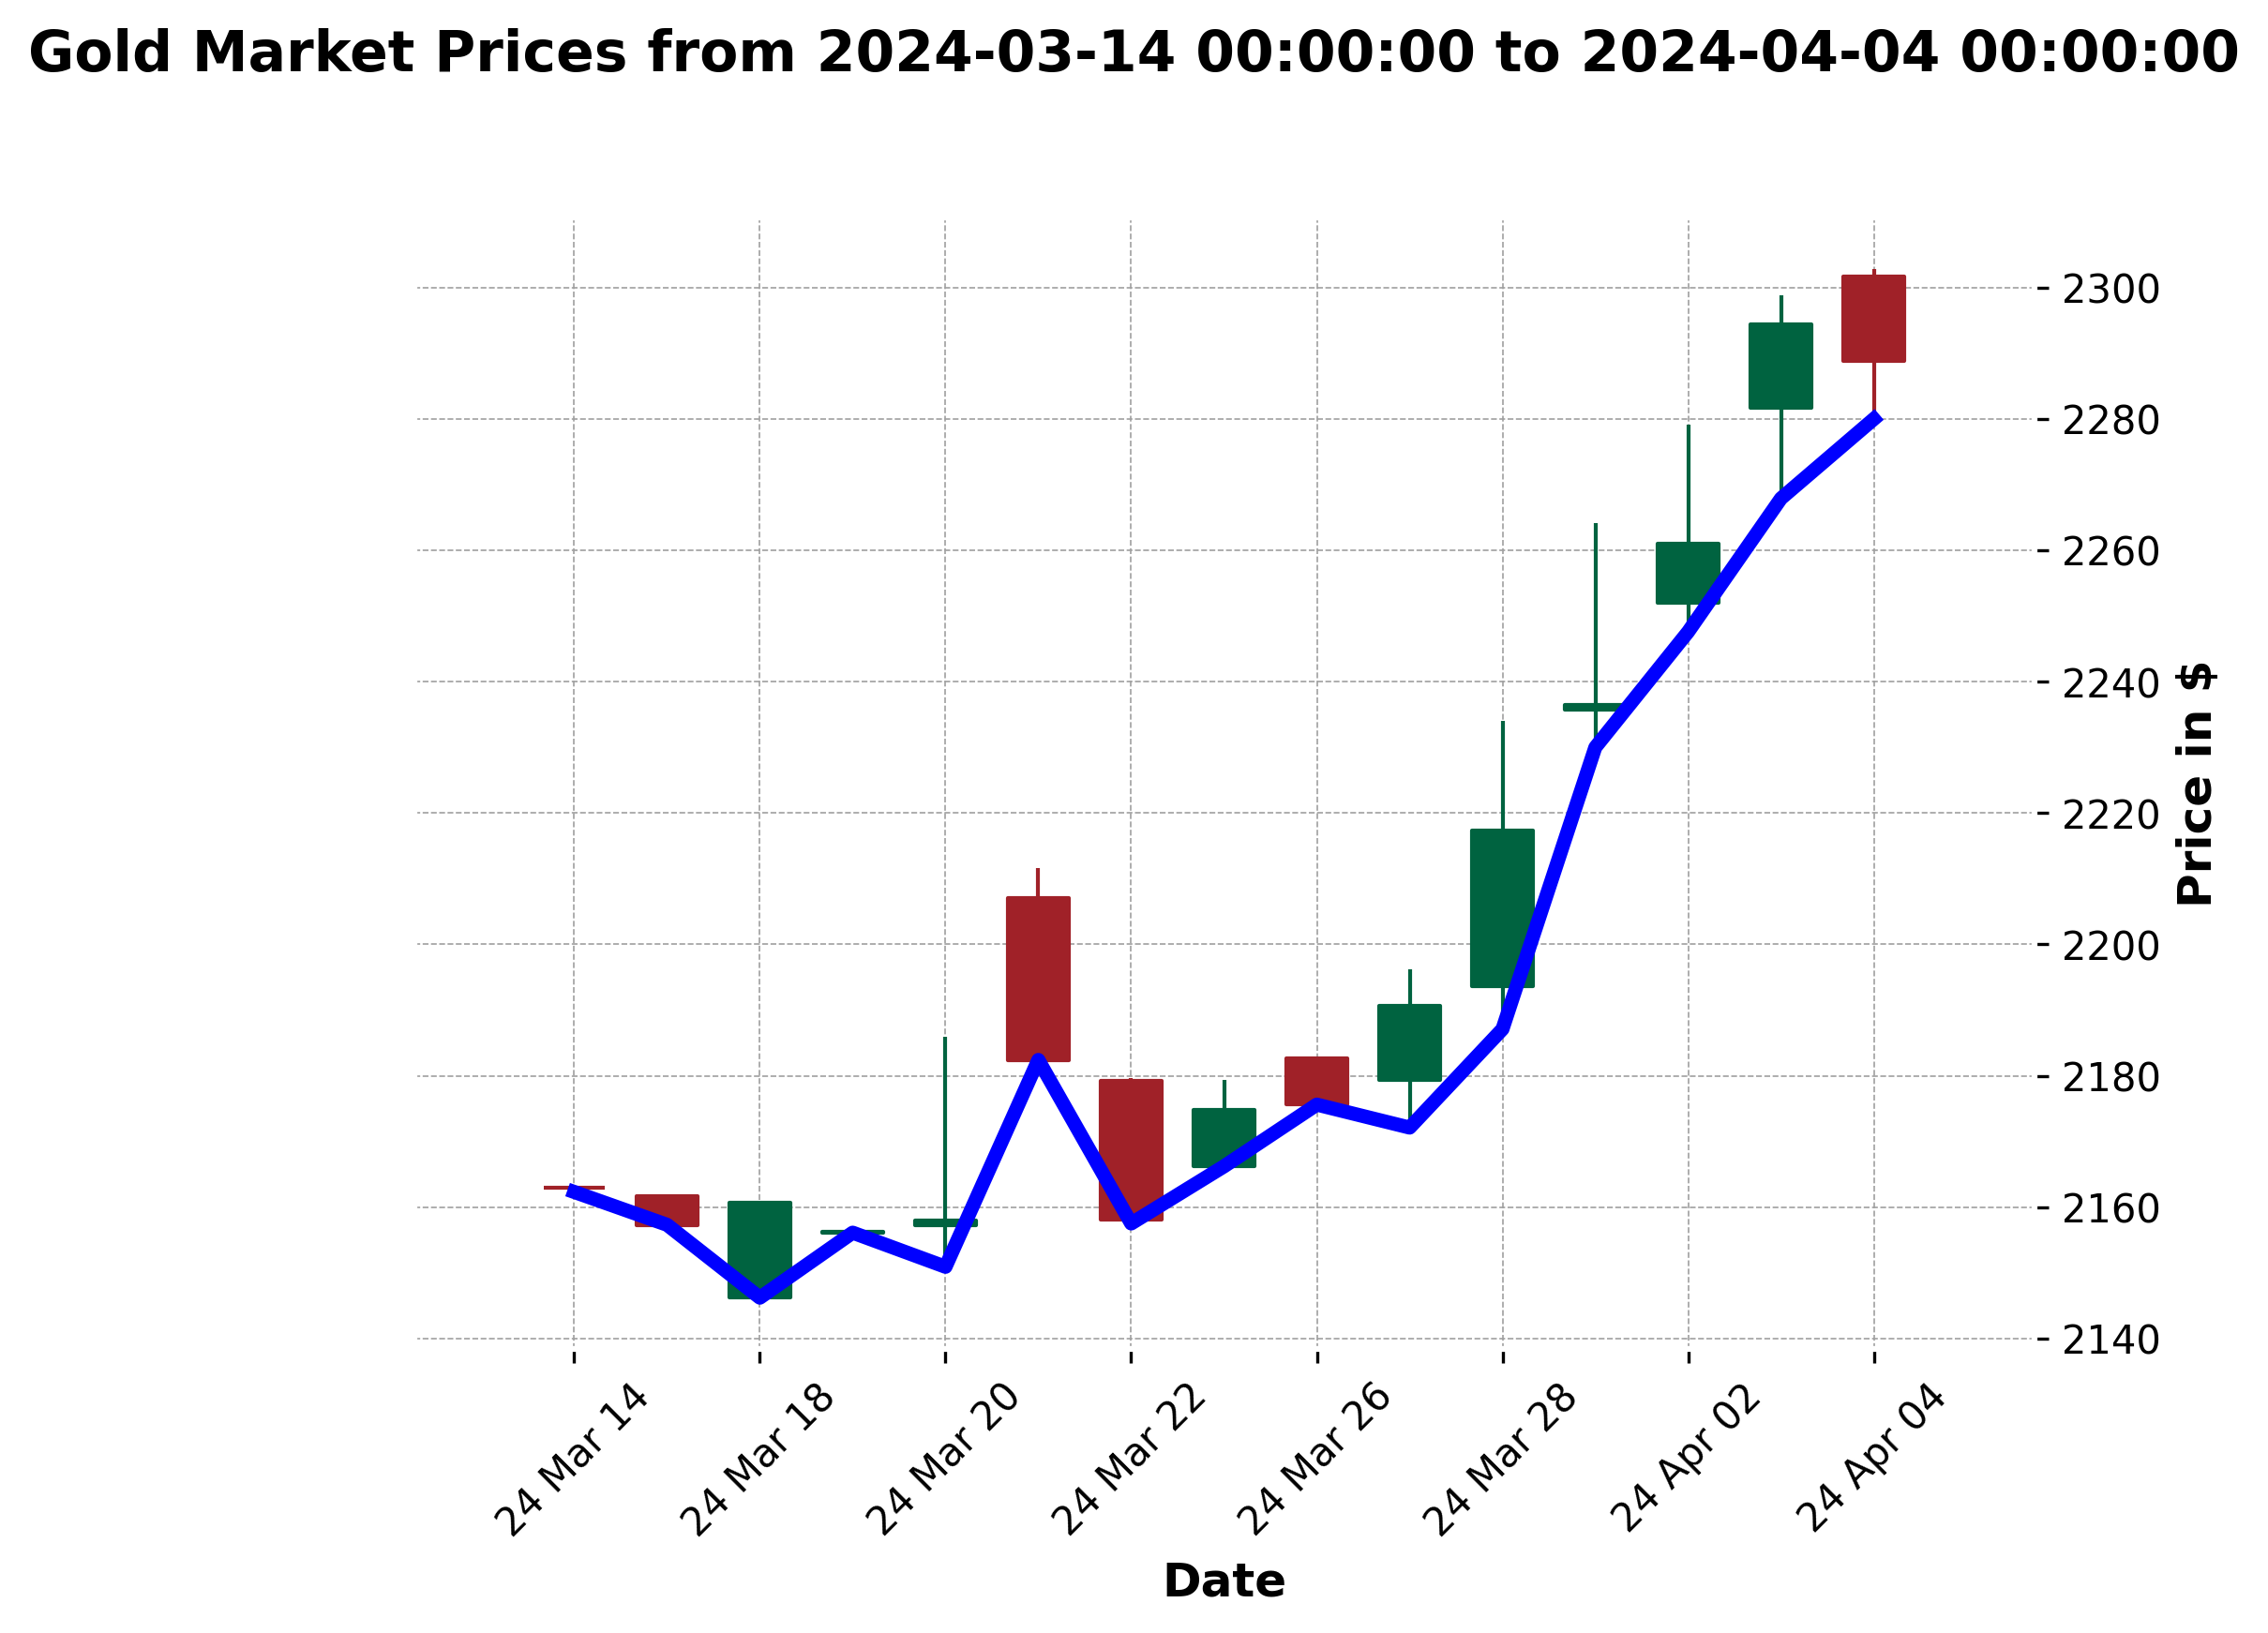 Gold Market Prices from 2024-03-14 00:00:00 to 2024-04-04 00:00:00
2300
2280
2260
2240
2220
2200
2180
2160
2140
Price in $
24 Mar 14
24 Mar 18
24 Mar 20
24 Mar 22
24 Mar 26
24 Mar 28
24 Apr 02
24 Apr 04
Date